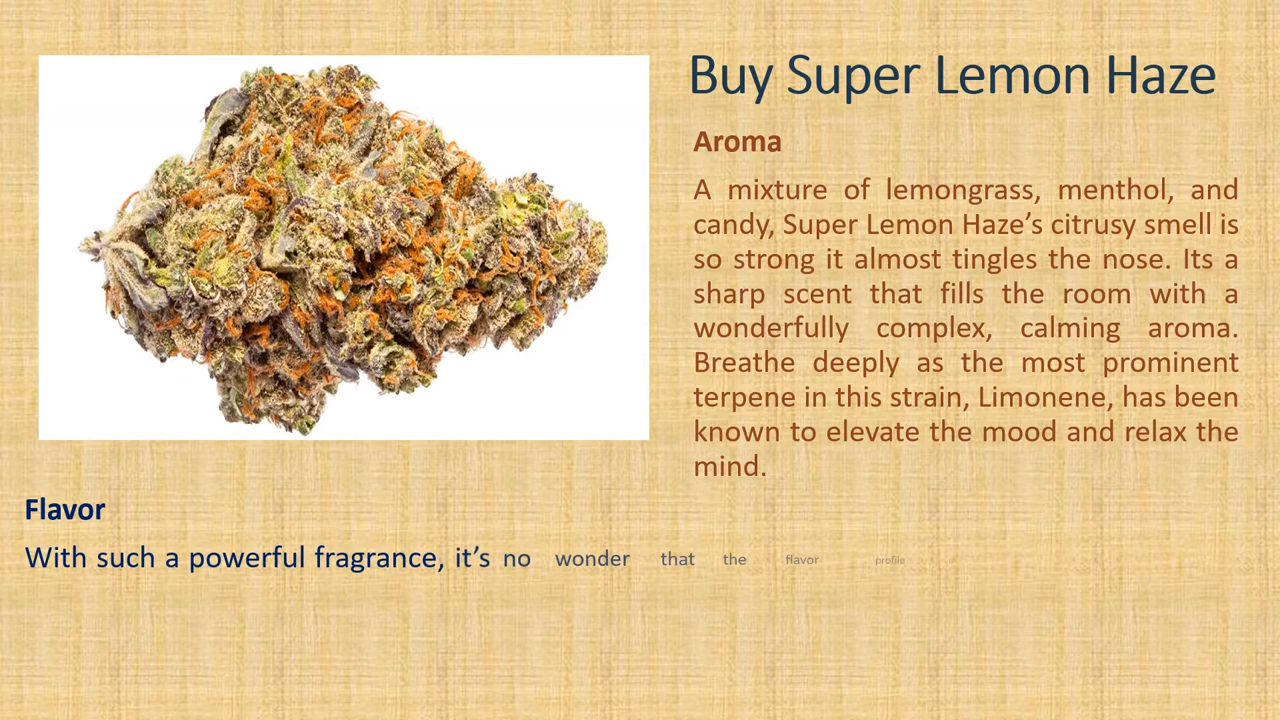 Buy Super Lemon Haze
Aroma
A mixture of lemongrass, menthol, and
candy, Super Lemon Haze’s citrusy smell is
so strong it almost tingles the nose. Its a
sharp scent that fills the room with a
wonderfully complex, calming aroma.
Breathe deeply as the most prominent
terpene in this strain, Limonene, has been
known to elevate the mood and relax the
mind.
Flavor
With such a powerful fragrance, it’s no wonder that the flavor profile